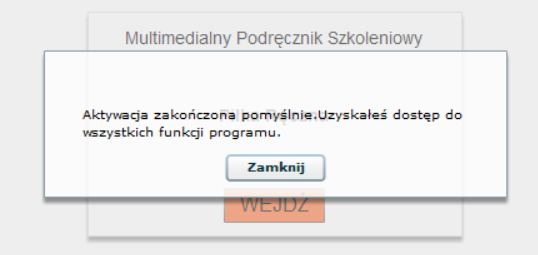 Multimedialny Podręcznik Szkoleniowy
Aktywacja zakończona pomyślnie.Uzyskałeś dostęp do
wszystkich funkcji programu.
Zamknij
WEJDŹ